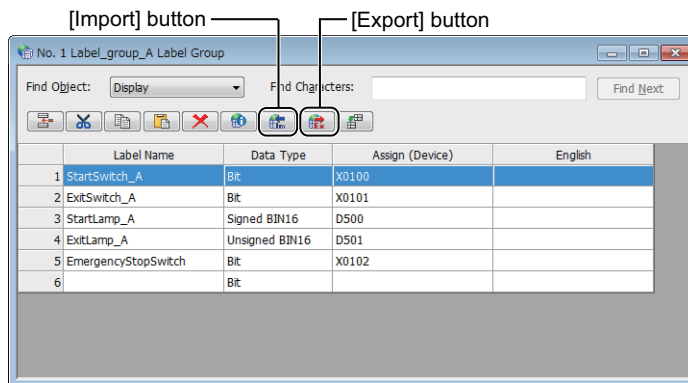 [Import] button
[Export] button
No. 1 Label_group_A Label Group
Find Object: Display Find Characters: Find Next
Im Ex
Label Name Data Type Assign (Device) English
1 StartSwitch_A Bit X0100
2 ExitSwitch_A Bit X0101
3 StartLamp_A Signed BIN16 D500
4 ExitLamp_A Unsigned BIN16 D501
5 EmergencyStopSwitch Bit X0102
6 Bit